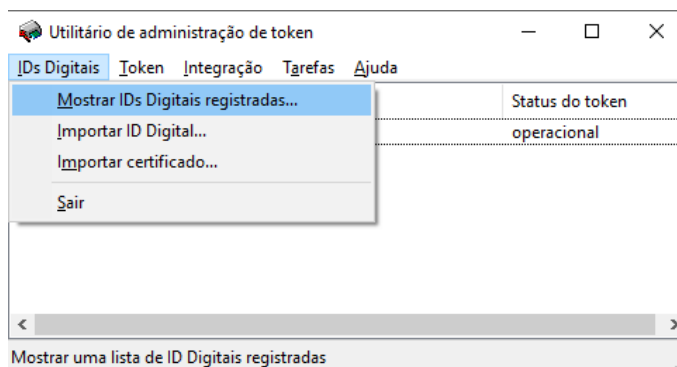 Utilitário de administração de token
IDs Digitais Token Integração Tarefas Ajuda
Mostrar IDs Digitais registradas... Status do token
Importar ID Digital... operacional
Importar certificado...
Sair
Mostrar uma lista de ID Digitais registradas